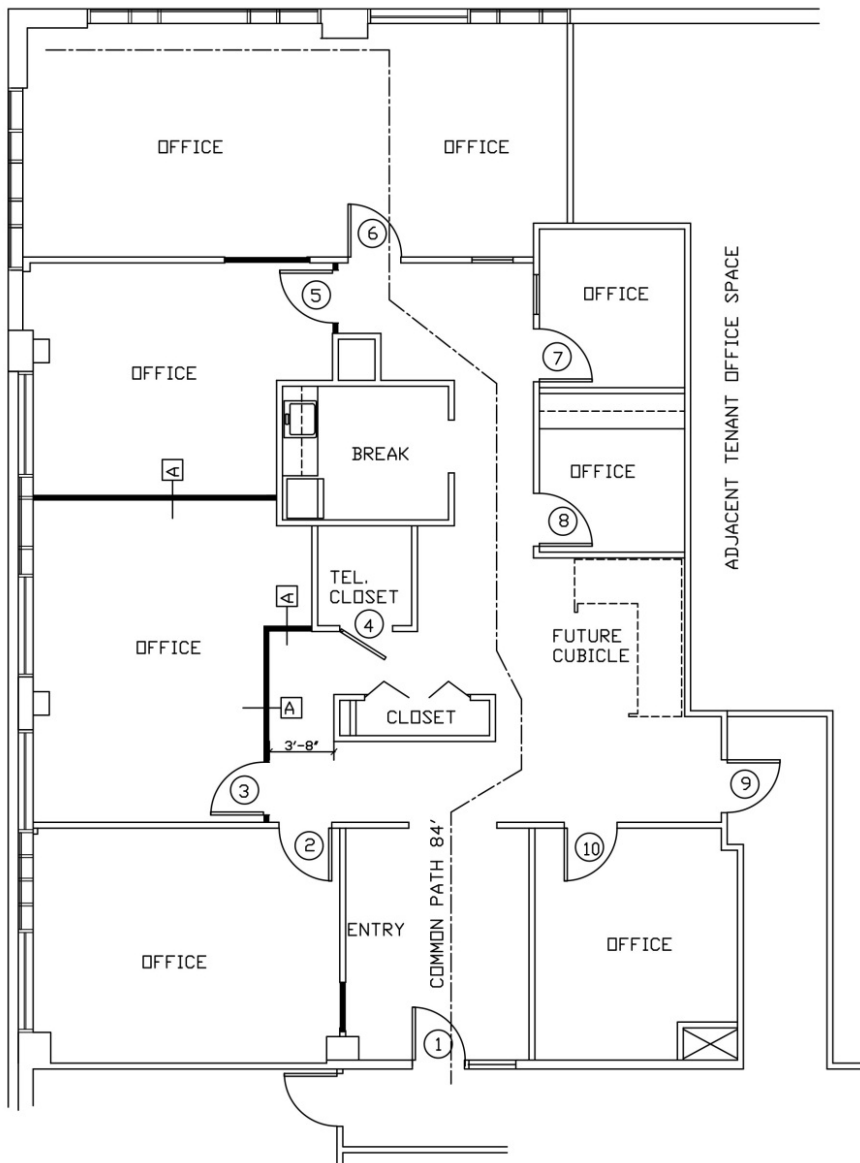 OFFICE
OFFICE
6
5
OFFICE
7
OFFICE
BREAK
A
OFFICE
8
ADJACENT TENANT OFFICE SPACE
TEL.
CLOSET
4
A
OFFICE
FUTURE
CUBICLE
A
CLOSET
3'-8"
3
9
2
10
COMMON PATH 84'
ENTRY
OFFICE
OFFICE
1